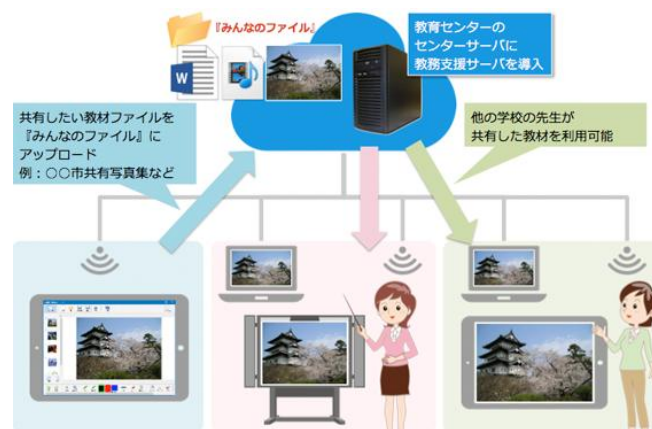 『みんなのファイル』
W
教育センターの
センターサーバに
教務支援サーバを導入
共有したい教材ファイルを
『みんなのファイル』に
アップロード
例：○○市共有写真集など
他の学校の先生が
共有した教材を利用可能